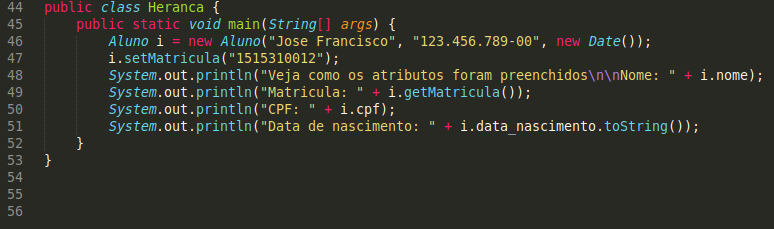 44 public class Heranca {
45     public static void main(String[] args) {
46         Aluno i = new Aluno("Jose Francisco", "123.456.789-00", new Date());
47         i.setMatricula("1515310012");
48         System.out.println("Veja como os atributos foram preenchidos\n\nNome: " + i.nome);
49         System.out.println("Matricula: " + i.getMatricula());
50         System.out.println("CPF: " + i.cpf);
51         System.out.println("Data de nascimento: " + i.data_nascimento.toString());
52     }
53 }
54
55
56